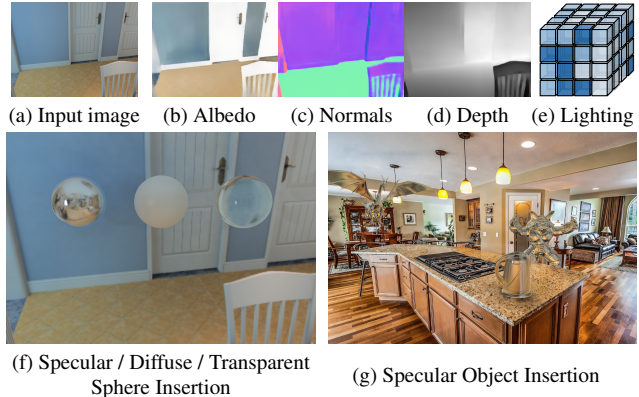 (a) Input image
(b) Albedo
(c) Normals
(d) Depth
(e) Lighting
(f) Specular / Diffuse / Transparent
Sphere Insertion
(g) Specular Object Insertion